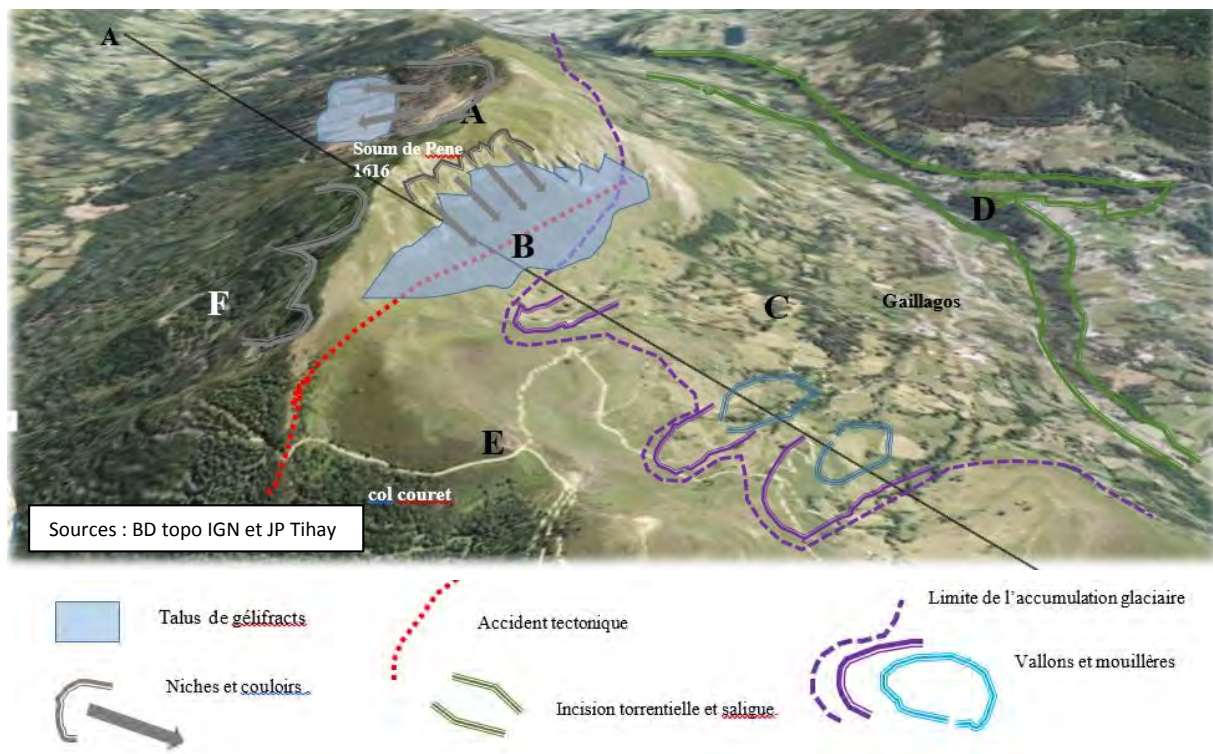 A
A
Soum de Pene
1616
B
D
C
Gaillagos
F
E
col couret
Sources : BD topo IGN et JP Tihay
Talus de gélifracts
Accident tectonique
Limite de l'accumulation glaciaire
Niches et couloirs .
Incision torrentielle et saligue.
Vallons et mouillères